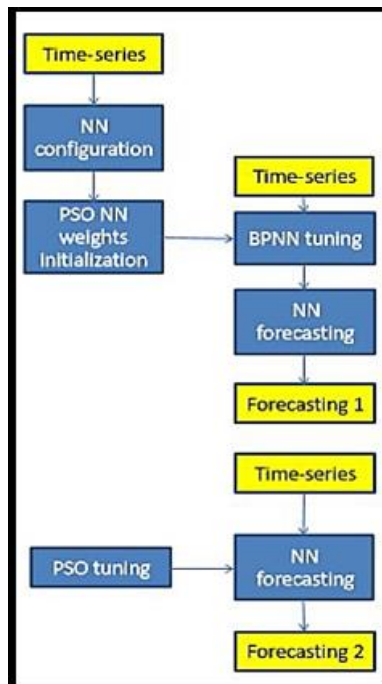 Time-series
NN
configuration
PSO NN
weights
initialization
Time-series
BPNN tuning
NN
forecasting
Forecasting 1
Time-series
PSO tuning
NN
forecasting
Forecasting 2